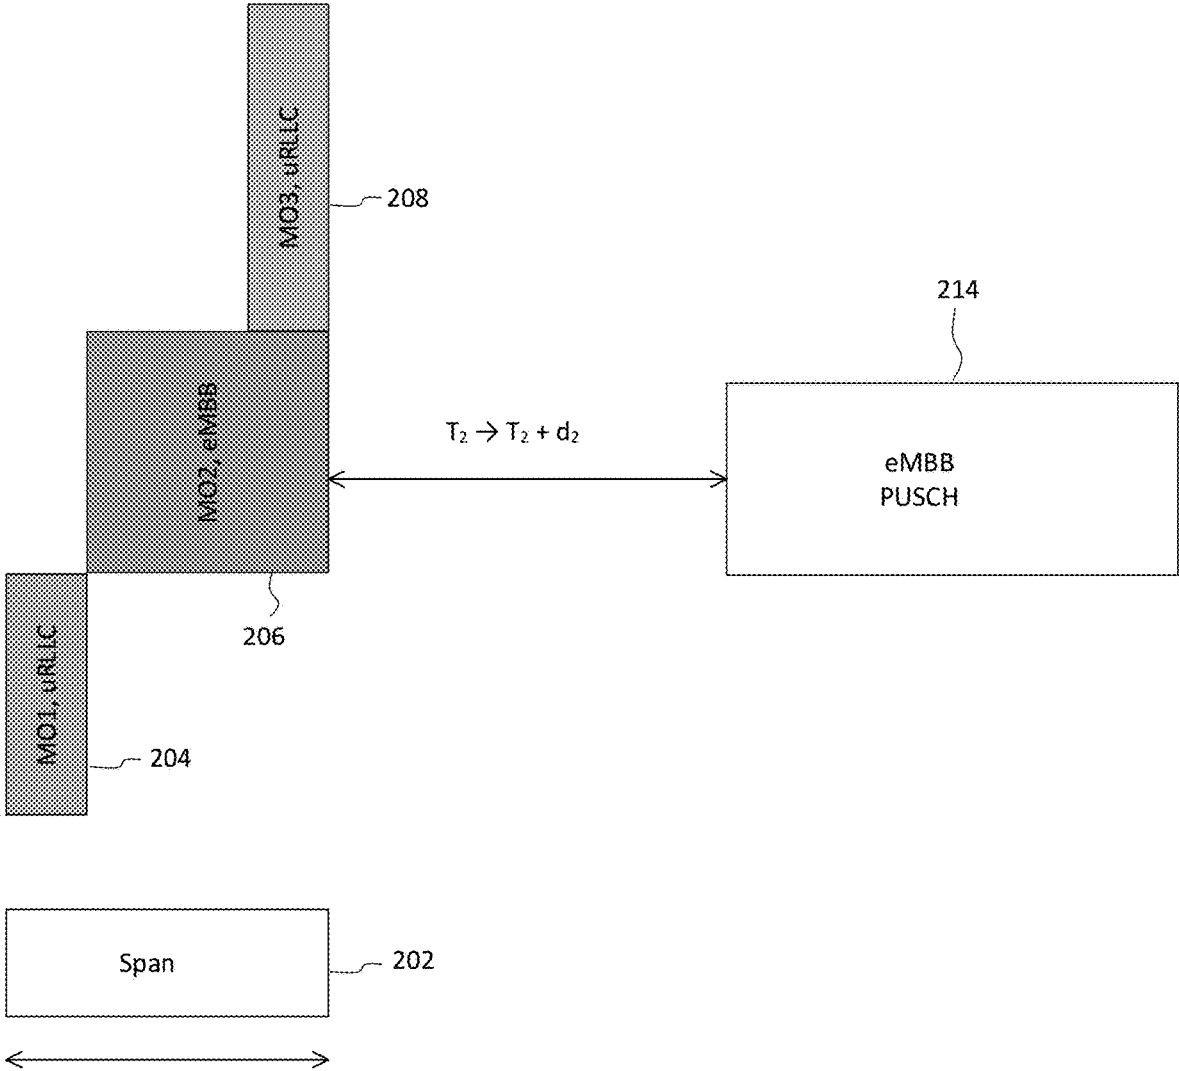 MO3, uRLLC
208
214
MO2, eMBB
T₂ → T₂ + d₂
eMBB
PUSCH
206
MO1, uRLLC
204
Span
202